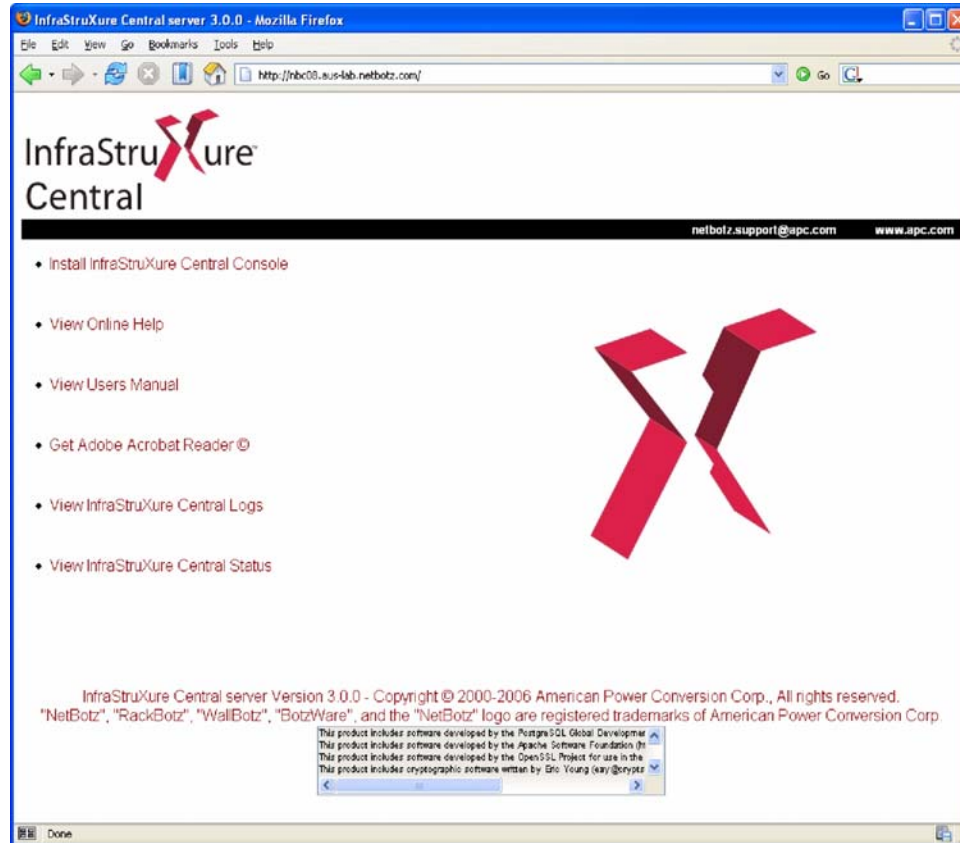 InfraStruXure Central server 3.0.0 - Mozilla Firefox
File Edit View Go Bookmarks Tools Help
http://nbc08.aus-lab.netbotz.com/
Go
InfraStruXure™
Central
netbotz.support@apc.com www.apc.com
• Install InfraStruXure Central Console
• View Online Help
• View Users Manual
• Get Adobe Acrobat Reader ©
• View InfraStruXure Central Logs
• View InfraStruXure Central Status
InfraStruXure Central server Version 3.0.0 - Copyright © 2000-2006 American Power Conversion Corp., All rights reserved.
"NetBotz", "RackBotz", "WallBotz", "BotzWare", and the "NetBotz" logo are registered trademarks of American Power Conversion Corp.
This product includes software developed by the PostgreSQL Global Developmer
This product includes software developed by the Apache Software Foundation (
This product includes software developed by the OpenSSL Project for use in the
This product includes cryptographic software written by Eric Young (eay@crypts
Done